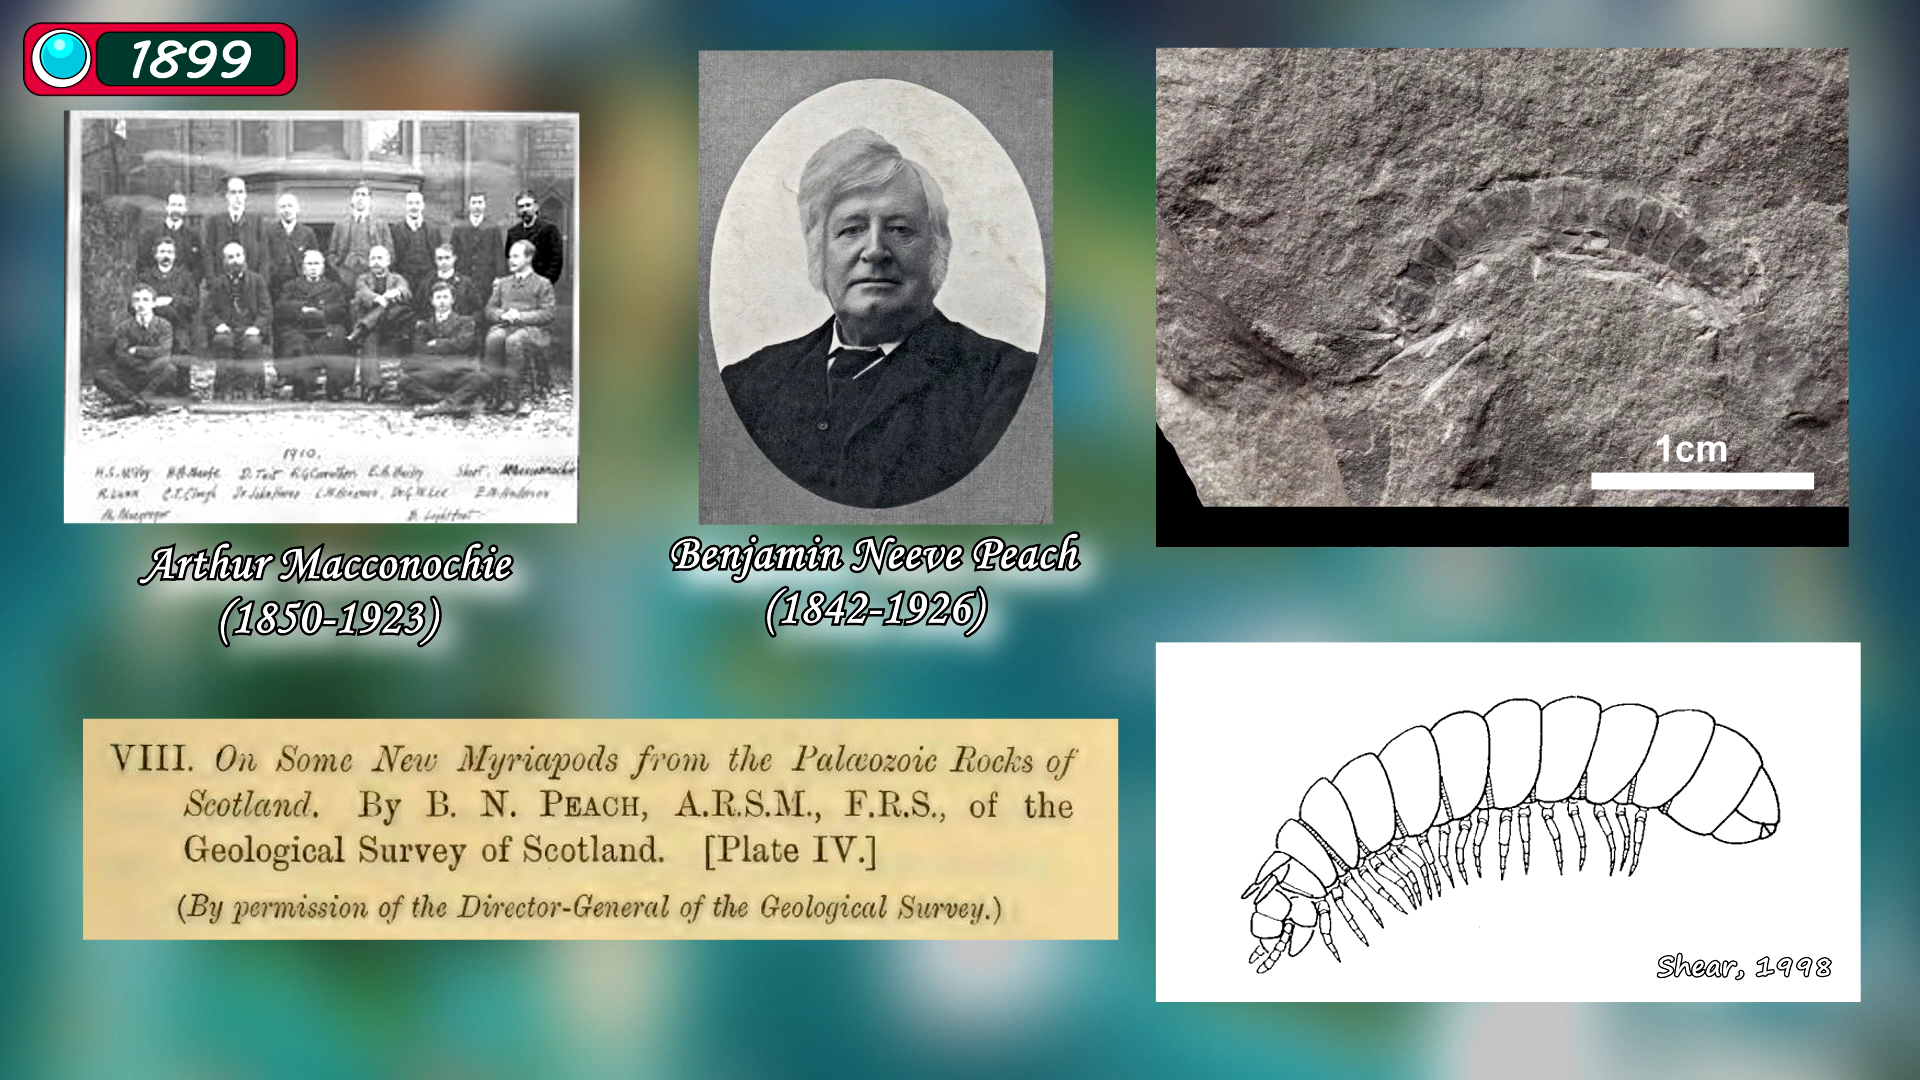 1899
1910.
Arthur Macconochie
(1850-1923)
Benjamin Neeve Peach
(1842-1926)
1cm
VIII. On Some New Myriapods from the Palæozoic Rocks of
Scotland. By B. N. PEACH, A.R.S.M., F.R.S., of the
Geological Survey of Scotland. [Plate IV.]
(By permission of the Director-General of the Geological Survey.)
Shear, 1998